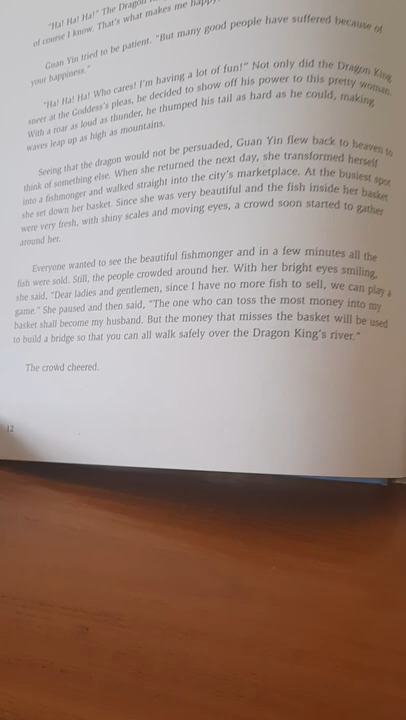 "Ha! Ha! Ha!" The Dragon
of course I know. That's what makes me happy
Guan Yin tried to be patient. "But many good people have suffered because of
your happiness."
"Ha! Ha! Ha! Who cares! I'm having a lot of fun!" Not only did the Dragon King
sneer at the Goddess's pleas, he decided to show off his power to this pretty woman.
With a roar as loud as thunder, he thumped his tail as hard as he could, making
waves leap up as high as mountains.
Seeing that the dragon would not be persuaded, Guan Yin flew back to heaven to
think of something else. When she returned the next day, she transformed herself
into a fishmonger and walked straight into the city's marketplace. At the busiest spot
she set down her basket. Since she was very beautiful and the fish inside her basket
were very fresh, with shiny scales and moving eyes, a crowd soon started to gather
around her.
Everyone wanted to see the beautiful fishmonger and in a few minutes all the
fish were sold. Still, the people crowded around her. With her bright eyes smiling,
she said, "Dear ladies and gentlemen, since I have no more fish to sell, we can play a
game." She paused and then said, "The one who can toss the most money into my
basket shall become my husband. But the money that misses the basket will be used
to build a bridge so that you can all walk safely over the Dragon King's river."
The crowd cheered.
12